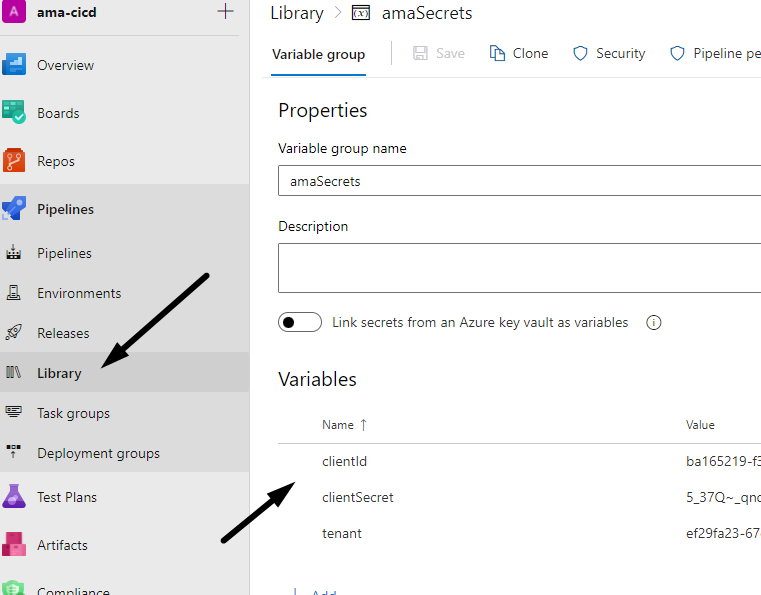 A ama-cicd +
Overview
Boards
Repos
Pipelines
Pipelines
Environments
Releases
Library
Task groups
Deployment groups
Test Plans
Artifacts
Compliance
Library > (x) amaSecrets
Variable group Save Clone Security Pipeline pe
Properties
Variable group name
amaSecrets
Description
Link secrets from an Azure key vault as variables
Variables
Name ↑ Value
clientId ba165219-f
clientSecret 5_37Q~_qn
tenant ef29fa23-67
Add